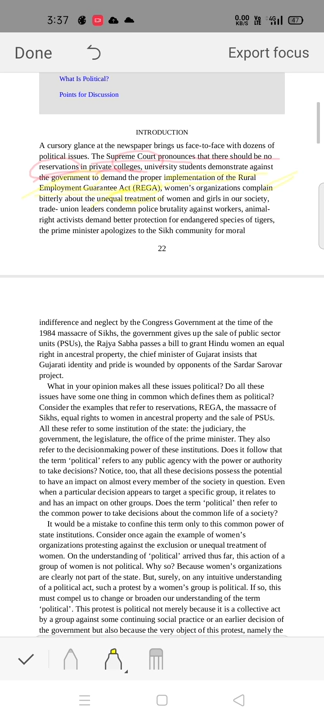 3:37
0.00 KB/S
87
Done
Export focus
What Is Political?
Points for Discussion
INTRODUCTION
A cursory glance at the newspaper brings us face-to-face with dozens of
political issues. The Supreme Court pronounces that there should be no
reservations in private colleges, university students demonstrate against
the government to demand the proper implementation of the Rural
Employment Guarantee Act (REGA), women's organizations complain
bitterly about the unequal treatment of women and girls in our society,
trade- union leaders condemn police brutality against workers, animal-
right activists demand better protection for endangered species of tigers,
the prime minister apologizes to the Sikh community for moral
22
indifference and neglect by the Congress Government at the time of the
1984 massacre of Sikhs, the government gives up the sale of public sector
units (PSUs), the Rajya Sabha passes a bill to grant Hindu women an equal
right in ancestral property, the chief minister of Gujarat insists that
Gujarati identity and pride is wounded by opponents of the Sardar Sarovar
project.
What in your opinion makes all these issues political? Do all these
issues have some one thing in common which defines them as political?
Consider the examples that refer to reservations, REGA, the massacre of
Sikhs, equal rights to women in ancestral property and the sale of PSUs.
All these refer to some institution of the state: the judiciary, the
government, the legislature, the office of the prime minister. They also
refer to the decisionmaking power of these institutions. Does it follow that
the term 'political' refers to any public agency with the power or authority
to take decisions? Notice, too, that all these decisions possess the potential
to have an impact on almost every member of the society in question. Even
when a particular decision appears to target a specific group, it relates to
and has an impact on other groups. Does the term 'political' then refer to
the common power to take decisions about the common life of a society?
It would be a mistake to confine this term only to this common power of
state institutions. Consider once again the example of women's
organizations protesting against the exclusion or unequal treatment of
women. On the understanding of 'political' arrived thus far, this action of a
group of women is not political. Why so? Because women's organizations
are clearly not part of the state. But, surely, on any intuitive understanding
of a political act, such a protest by a women's group is political. If so, this
must compel us to change or broaden our understanding of the term
'political'. This protest is political not merely because it is a collective act
by a group against some continuing social practice or an earlier decision of
the government but also because the very object of this protest, namely the